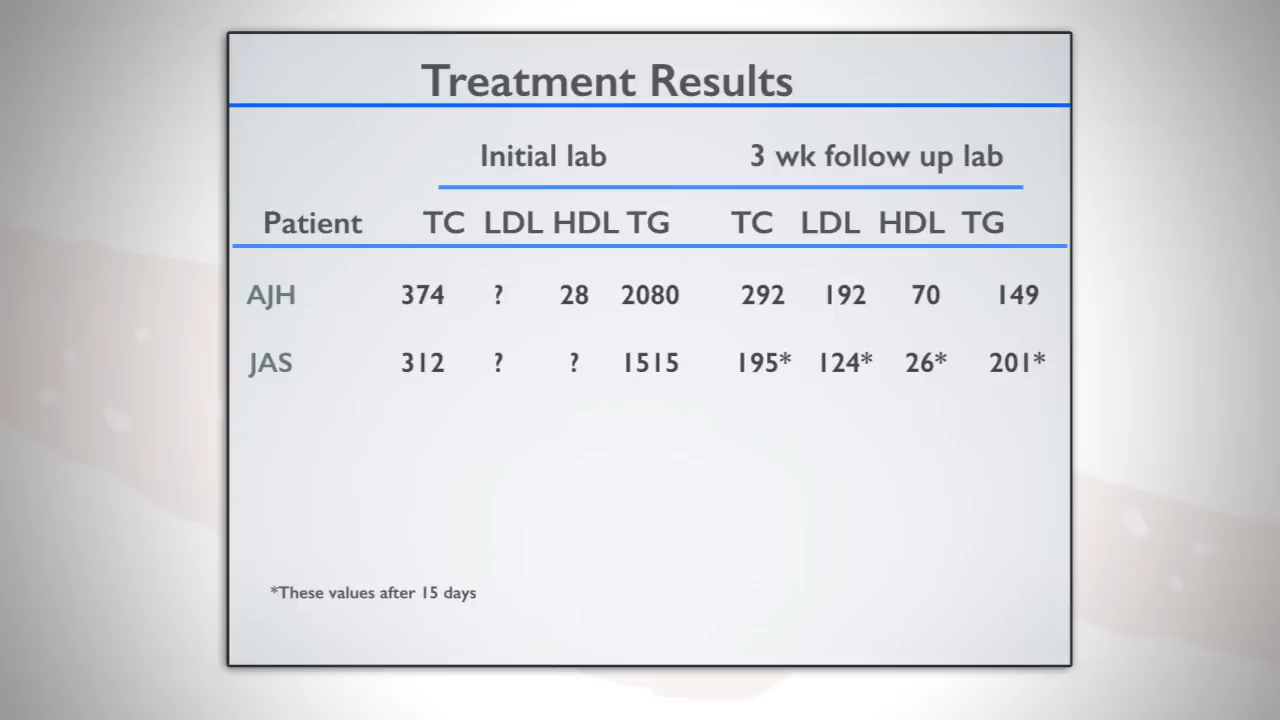 Treatment Results
Initial lab 3 wk follow up lab
Patient TC LDL HDL TG TC LDL HDL TG
AJH 374 ? 28 2080 292 192 70 149
JAS 312 ? ? 1515 195* 124* 26* 201*
*These values after 15 days